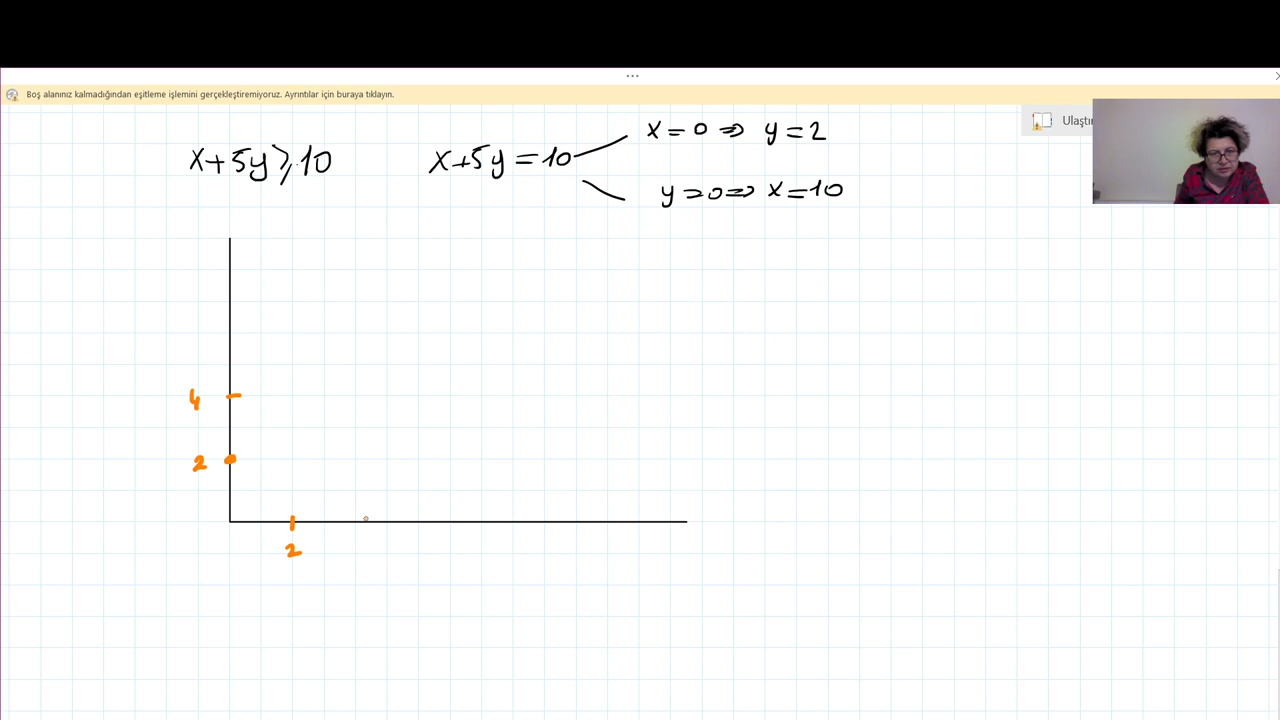 ...
Boş alanınız kalmadığından eşitleme işlemini gerçekleştiremiyoruz. Ayrıntılar için buraya tıklayın.
Ulaştır
x = 0 ⇒ y = 2
x + 5y ⩾ 10 x + 5y = 10
y = 0 ⇒ x = 10
4
2
2